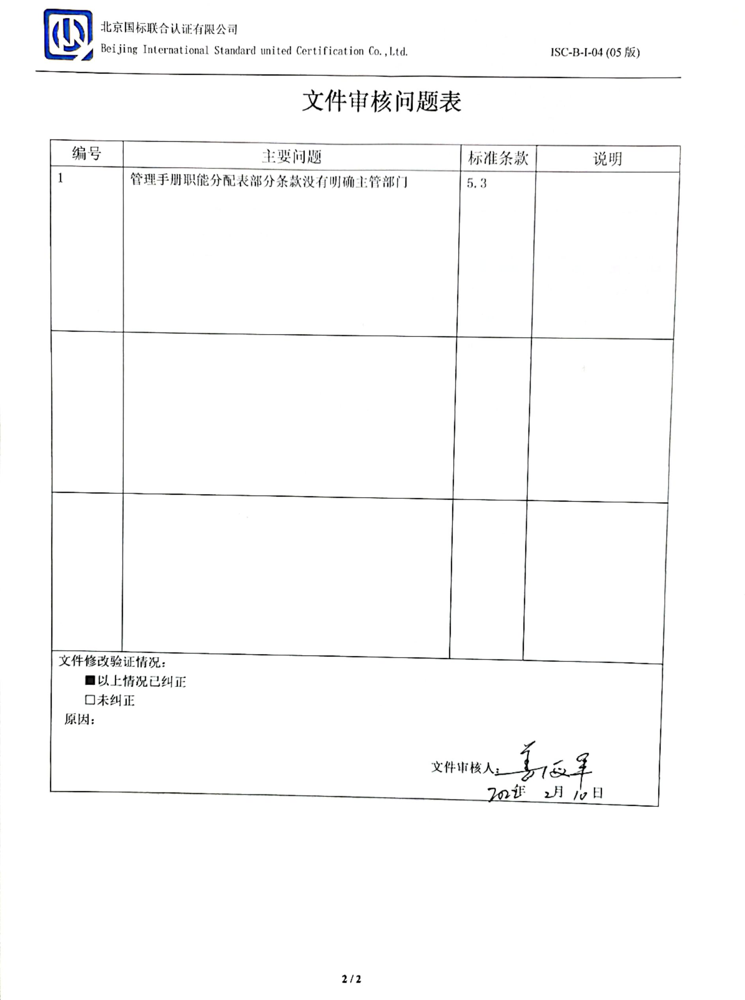 北京国标联合认证有限公司
Beijing International Standard united Certification Co.,Ltd.
ISC-B-I-04 (05 版)
文件审核问题表
编号 主要问题 标准条款 说明
1 管理手册职能分配表部分条款没有明确主管部门 5.3
文件修改验证情况：
■以上情况已纠正
□未纠正
原因：
文件审核人：
2022年 2月 10日
2 / 2